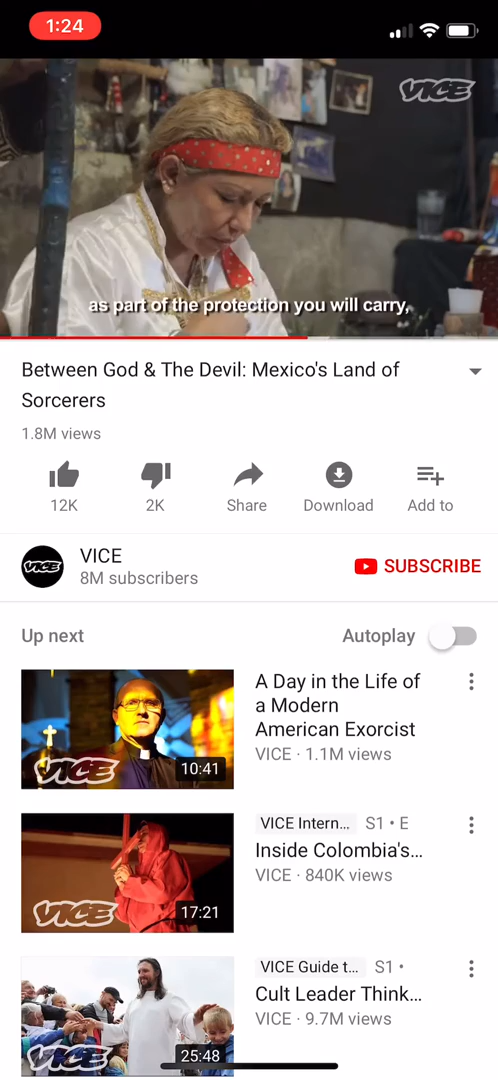 1:24
VICE
as part of the protection you will carry,
Between God & The Devil: Mexico's Land of
Sorcerers
1.8M views
12K
2K
Share
Download
Add to
VICE
VICE
8M subscribers
SUBSCRIBE
Up next
Autoplay
A Day in the Life of
a Modern
American Exorcist
VICE · 1.1M views
VICE
10:41
VICE Intern... S1 • E
Inside Colombia's...
VICE · 840K views
VICE
17:21
VICE Guide t... S1 •
Cult Leader Think...
VICE · 9.7M views
VICE
25:48